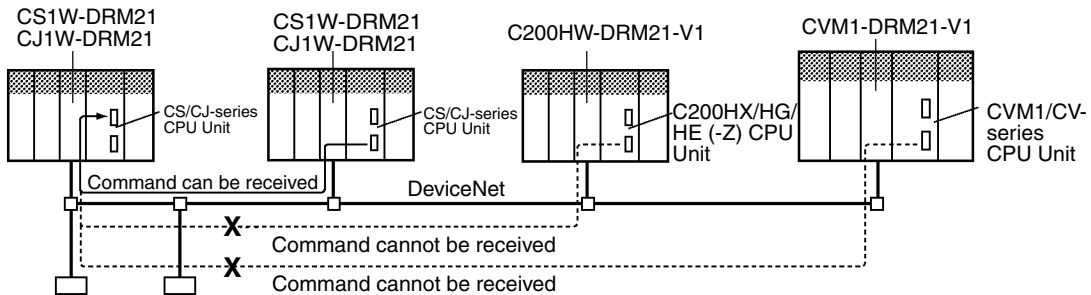 CS1W-DRM21
CJ1W-DRM21
CS1W-DRM21
CJ1W-DRM21
C200HW-DRM21-V1
CVM1-DRM21-V1
CS/CJ-series
CPU Unit
CS/CJ-series
CPU Unit
C200HX/HG/
HE (-Z) CPU
Unit
CVM1/CV-
series
CPU Unit
Command can be received
DeviceNet
X
Command cannot be received
X
Command cannot be received